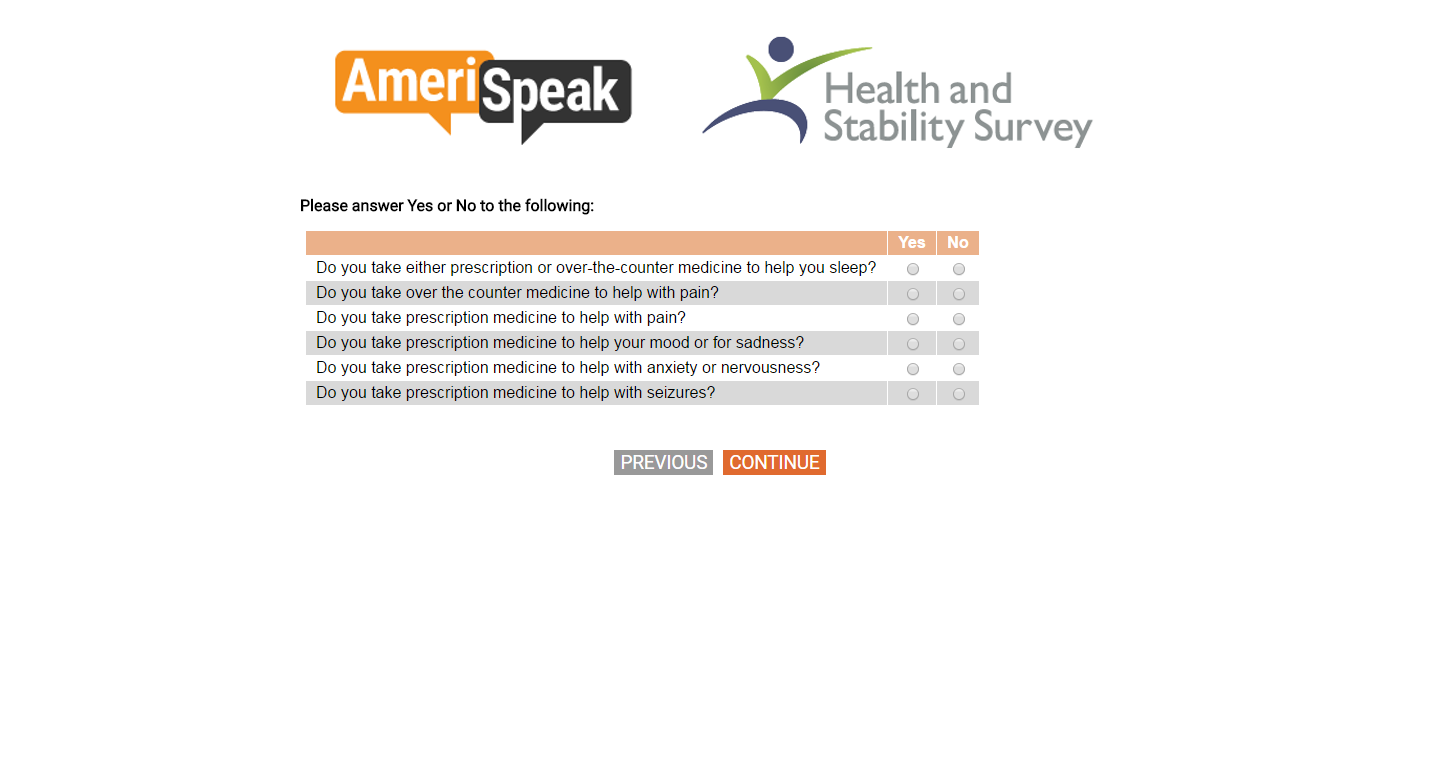 AmeriSpeak
Health and
Stability Survey
Please answer Yes or No to the following:
Yes No
Do you take either prescription or over-the-counter medicine to help you sleep?
Do you take over the counter medicine to help with pain?
Do you take prescription medicine to help with pain?
Do you take prescription medicine to help your mood or for sadness?
Do you take prescription medicine to help with anxiety or nervousness?
Do you take prescription medicine to help with seizures?
PREVIOUS CONTINUE